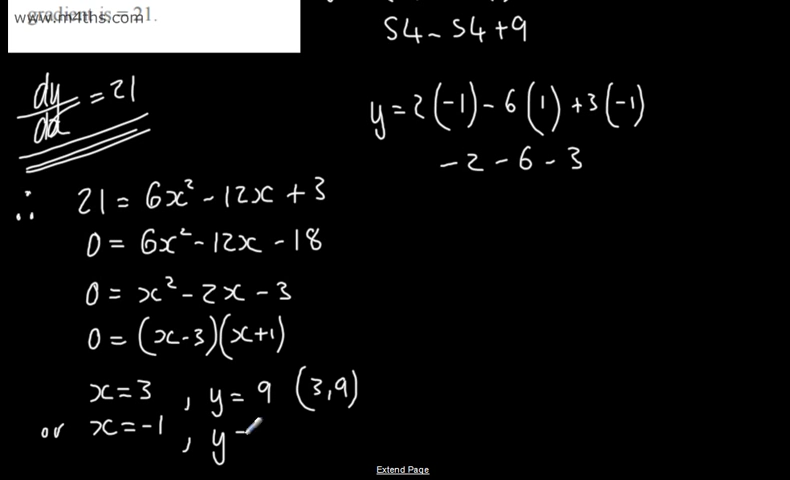 gradient is = 21.
www.m4ths.com
54 - 54 + 9
dy/dx = 21
y = 2(-1) - 6(1) + 3(-1)
-2 - 6 - 3
∴ 21 = 6x² - 12x + 3
0 = 6x² - 12x - 18
0 = x² - 2x - 3
0 = (x-3)(x+1)
x = 3 , y = 9 (3,9)
or x = -1 , y -
Extend Page